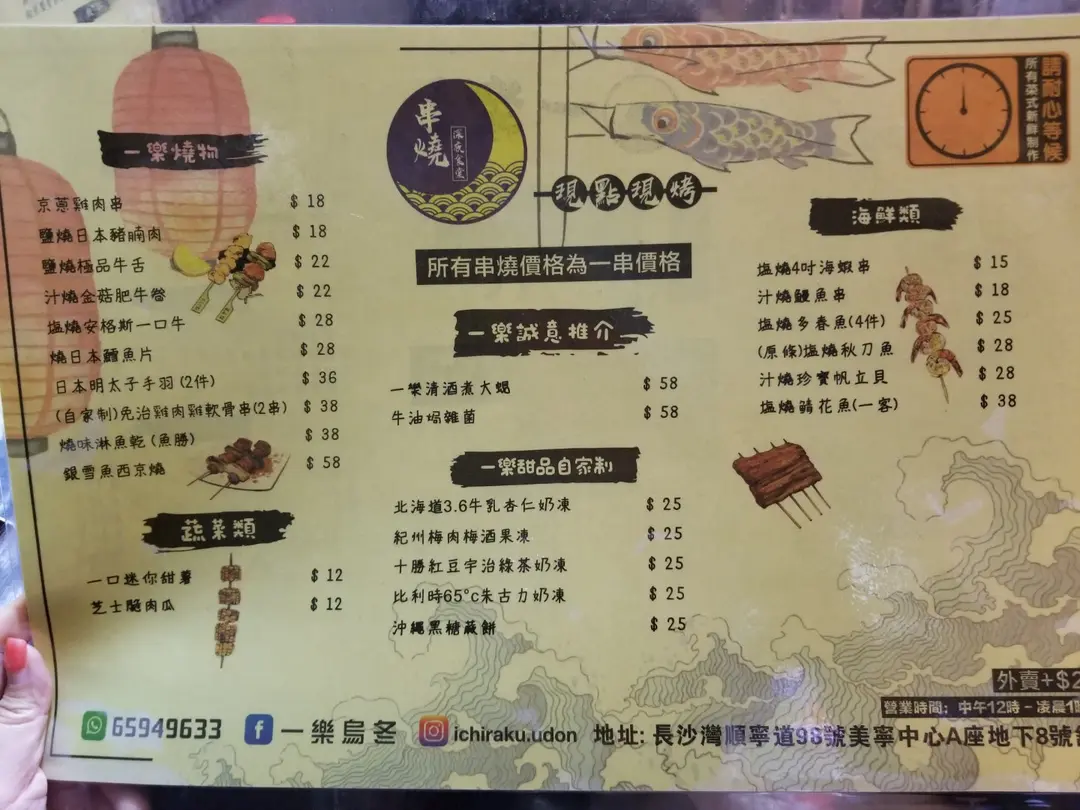 一樂燒物
京蔥雞肉串 $ 18
鹽燒日本豬腩肉 $ 18
鹽燒極品牛舌 $ 22
汁燒金菇肥牛卷 $ 22
塩燒安格斯一口牛 $ 28
燒日本鱈魚片 $ 28
日本明太子手羽 (2件) $ 36
(自家制)免治雞肉雞軟骨串(2串) $ 38
燒味淋魚乾 (魚勝) $ 38
銀雪魚西京燒 $ 58
蔬菜類
一口迷你甜薯 $ 12
芝士腸肉瓜 $ 12
串燒
深夜食堂
現點現烤
所有串燒價格為一串價格
一樂誠意推介
一樂清酒煮大蜆 $ 58
牛油焗雜菌 $ 58
一樂甜品自家制
北海道3.6牛乳杏仁奶凍 $ 25
紀州梅肉梅酒果凍 $ 25
十勝紅豆宇治綠茶奶凍 $ 25
比利時65°c朱古力奶凍 $ 25
沖繩黑糖蕨餅 $ 25
請耐心等候
所有菜式新鮮制作
海鮮類
塩燒4吋海蝦串 $ 15
汁燒鰻魚串 $ 18
塩燒多春魚(4件) $ 25
(原條)塩燒秋刀魚 $ 28
汁燒珍寶帆立貝 $ 28
塩燒鯖花魚(一客) $ 38
外賣+$2
營業時間: 中午12時 - 凌晨1
65949633 一樂烏冬 ichiraku.udon 地址: 長沙灣順寧道98號美寧中心A座地下8號